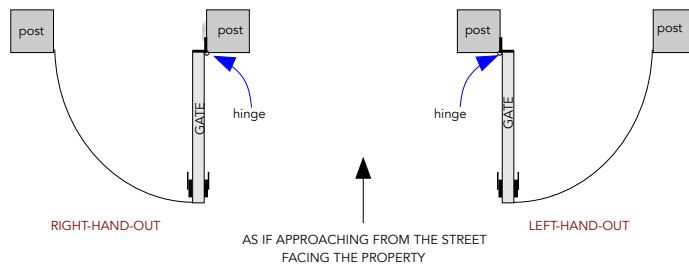 post
post
post
post
hinge
hinge
GATE
GATE
RIGHT-HAND-OUT
LEFT-HAND-OUT
AS IF APPROACHING FROM THE STREET
FACING THE PROPERTY